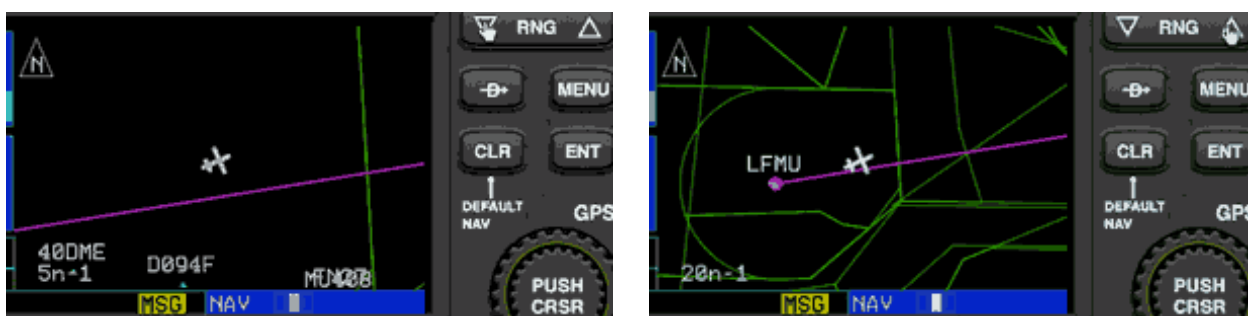 N
RNG
MENU
CLR
ENT
DEFAULT
NAV
GPS
40DME
5n-1
D094F
MSG
NAV
PUSH
CRSR
N
RNG
MENU
LFMU
CLR
ENT
DEFAULT
NAV
20n-1
MSG
NAV
PUSH
CRSR